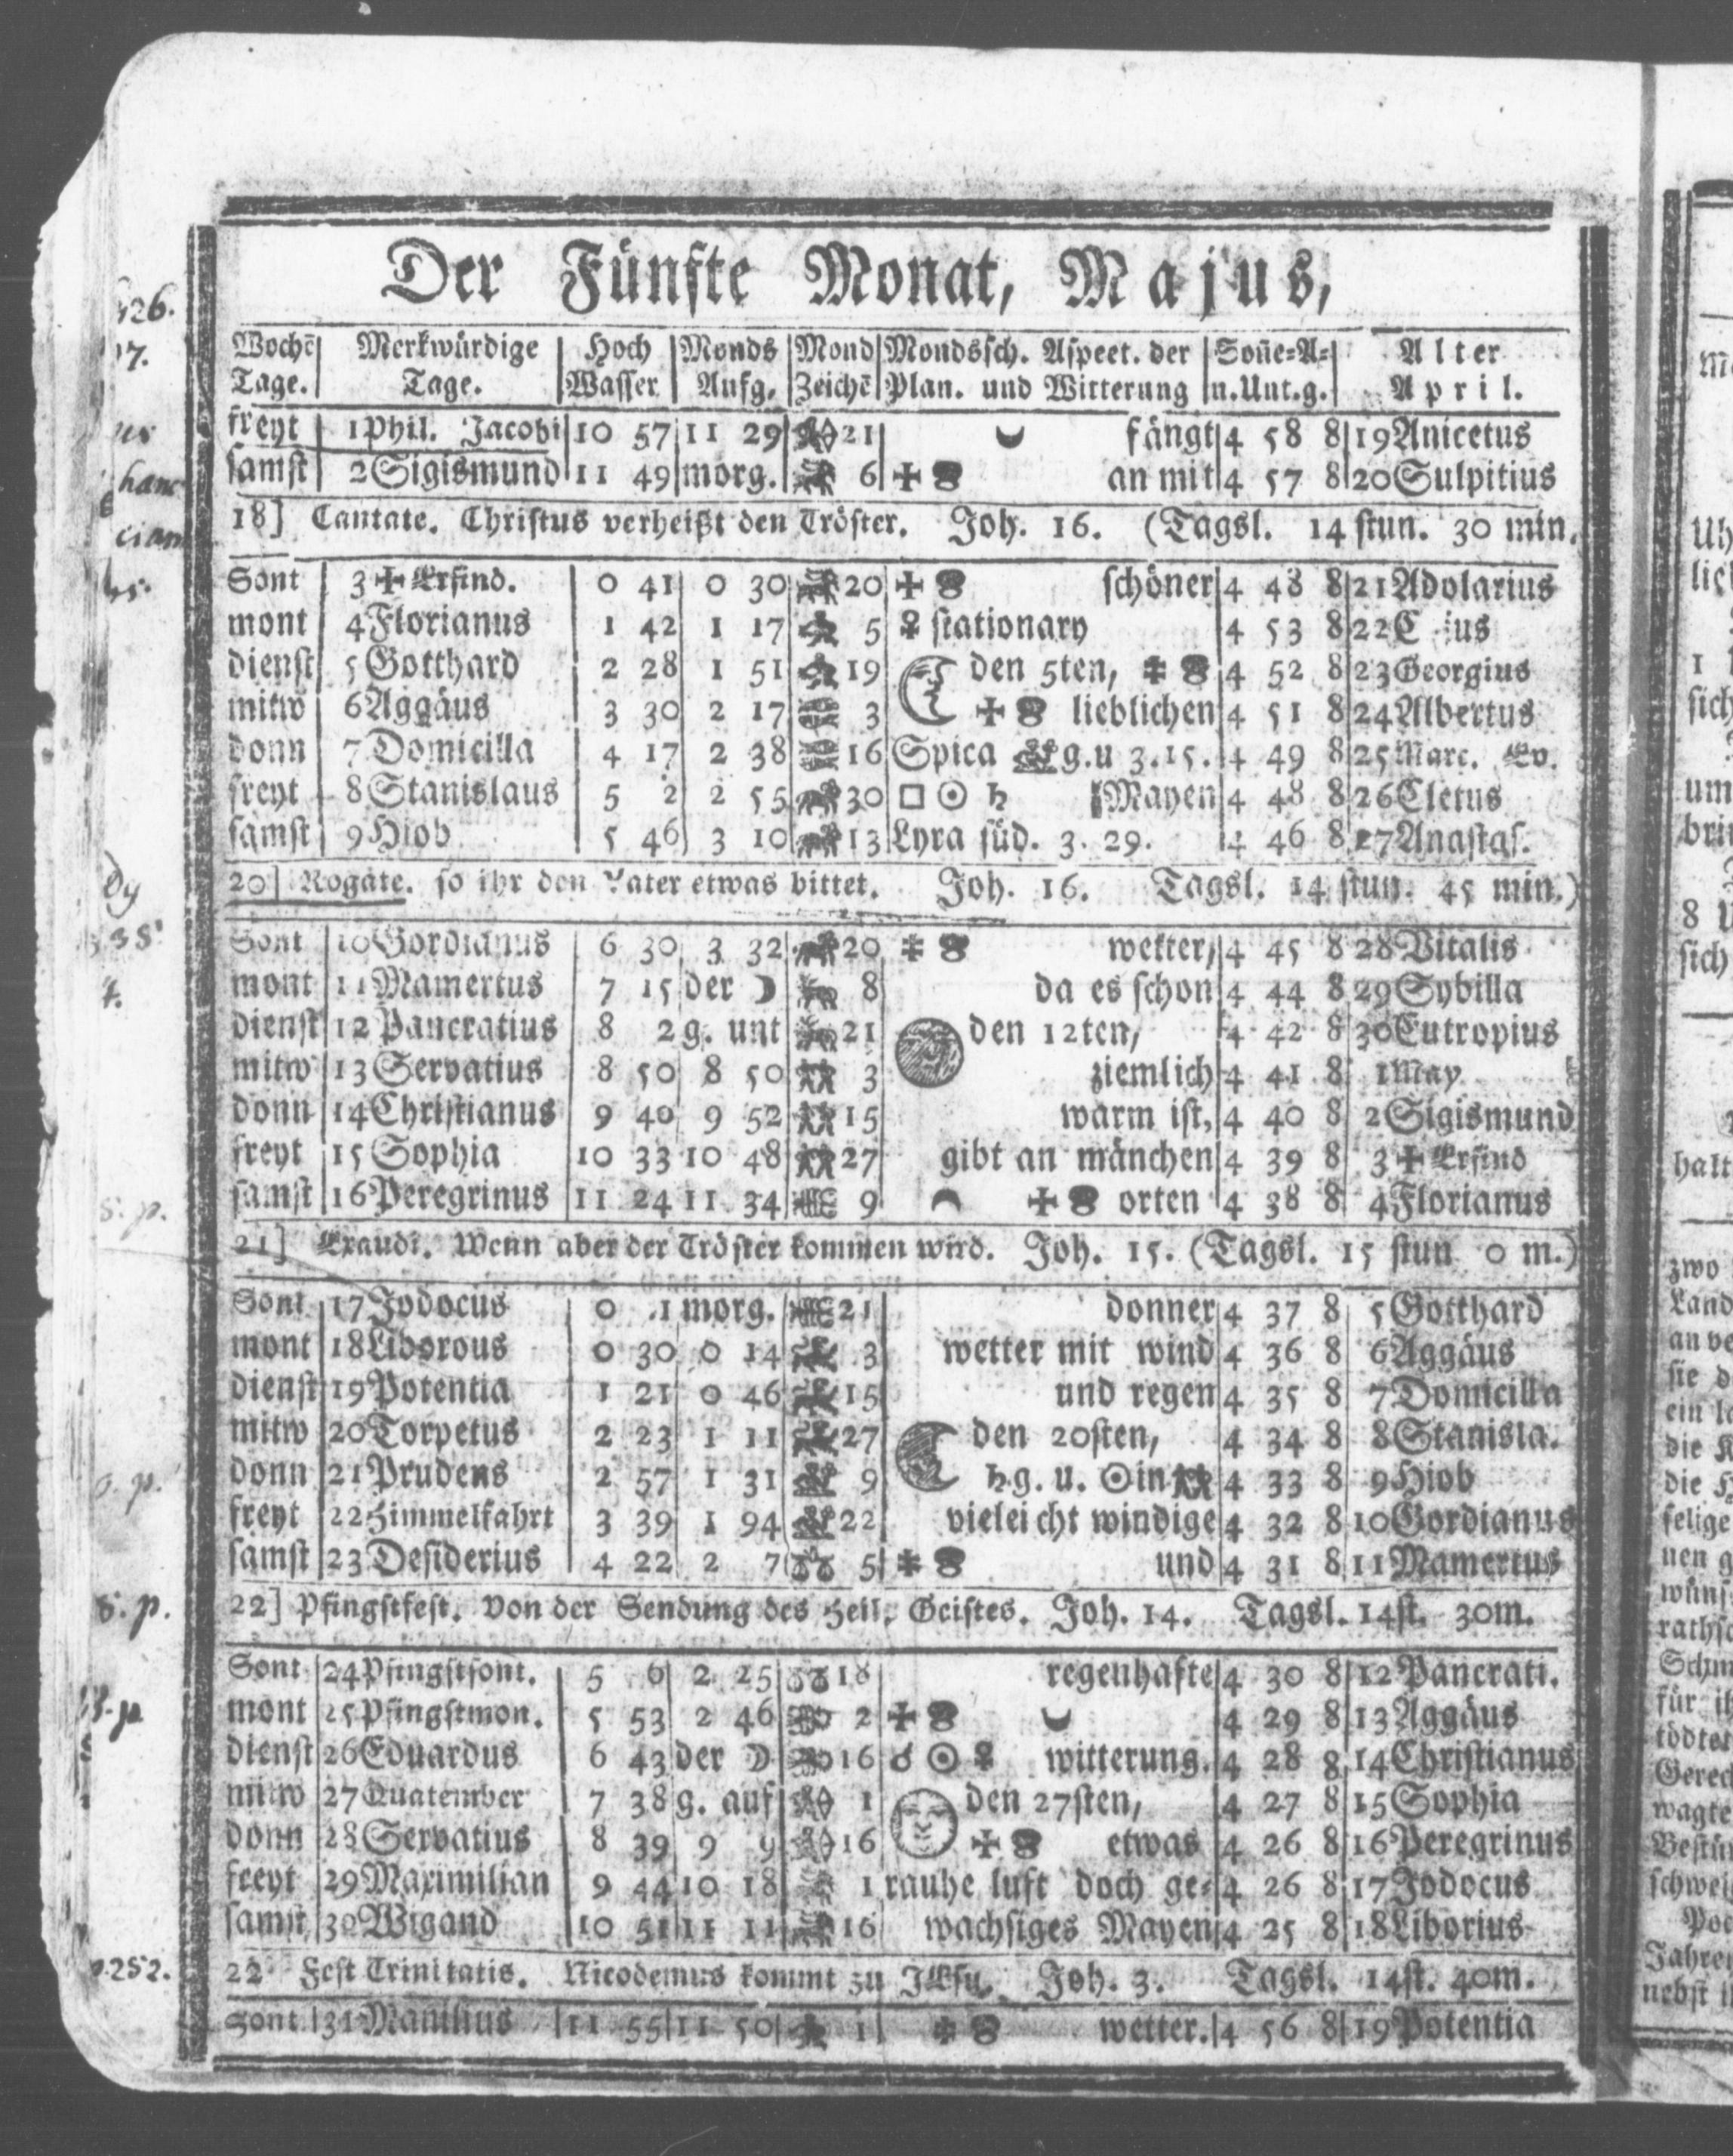 Der Fünfte Monat, Majus,
Wochē Merkwürdige Hoch Monds Mond Mondssch. Aspect. der Soñe=A=  Alter
Tage. Tage. Wasser Aufg. Zeichē Plan. und Witterung u.Unt.g. April.
freyt 1 Phil. Jacobi 10 57 11 29 21 fängt 4 58 8 19 Anicetus
samst 2 Sigismund 11 49 morg. 6 an mit 4 57 8 20 Sulpitius
18] Cantate. Christus verheißt den Tröster. Joh. 16. (Tagsl. 14 stun. 30 min.
Sont 3 ✠ Erfind. 0 41 0 30 20 schöner 4 48 8 21 Adolarius
mont 4 Florianus 1 42 1 17 5 ♀ stationary 4 53 8 22
dienst 5 Gotthard 2 28 1 51 19 den 5ten, 4 52 8 23 Georgius
mitw 6 Aggäus 3 30 2 17 3 lieblichen 4 51 8 24 Albertus
donn 7 Domicilla 4 17 2 38 16 Spica g.u 3.15. 4 49 8 25 Marc. Ev.
freyt 8 Stanislaus 5 2 2 55 30 □ ☉ ♄ Mayen 4 48 8 26 Cletus
samst 9 Hiob 5 46 3 10 13 Lyra süd. 3. 29. 4 46 8 27 Anastas.
20] Rogate. so ihr den Vater etwas bittet. Joh. 16. Tagsl. 14 stun. 45 min.)
Sont 10 Gordianus 6 30 3 32 20 wetter, 4 45 8 28 Vitalis
mont 11 Mamertus 7 15 der ☽ 8 da es schon 4 44 8 29 Sybilla
dienst 12 Pancratius 8 2 g. unt 21 den 12ten, 4 42 8 30 Eutropius
mitw 13 Servatius 8 50 8 50 3 ziemlich 4 41 8 1 May
donn 14 Christianus 9 40 9 52 15 warm ist, 4 40 8 2 Sigismund
freyt 15 Sophia 10 33 10 48 27 gibt an mänchen 4 39 8 3 ✠ Erfind
samst 16 Peregrinus 11 24 11 34 9 orten 4 38 8 4 Florianus
21] Exaudi. Wenn aber der Tröster kommen wird. Joh. 15. (Tagsl. 15 stun 0 m.)
Sont 17 Jodocus 0 1 morg. 21 donner 4 37 8 5 Gotthard
mont 18 Liborous 0 30 0 14 3 wetter mit wind 4 36 8 6 Aggäus
dienst 19 Potentia 1 21 0 46 15 und regen 4 35 8 7 Domicilla
mitw 20 Torpetus 2 23 1 11 27 den 20sten, 4 34 8 8 Stanisla.
donn 21 Prudens 2 57 1 31 9 ♄ g. u. ☉ in 4 33 8 9 Hiob
freyt 22 Himmelfahrt 3 39 1 94 22 vieleicht windige 4 32 8 10 Gordianus
samst 23 Desiderius 4 22 2 7 5 und 4 31 8 11 Mamertus
22] Pfingstfest. Von der Sendung des Heil. Geistes. Joh. 14. Tagsl. 14st. 30m.
Sont 24 Pfingstsont. 5 6 2 25 18 regenhafte 4 30 8 12 Pancrati.
mont 25 Pfingstmon. 5 53 2 46 2 4 29 8 13 Aggäus
dienst 26 Eduardus 6 43 der ☽ 16 ☌ ☉ ♀ witterung. 4 28 8 14 Christianus
mitw 27 Quatember 7 38 g. auf 1 den 27sten, 4 27 8 15 Sophia
donn 28 Servatius 8 39 9 9 16 etwas 4 26 8 16 Peregrinus
freyt 29 Maximilian 9 44 10 18 1 rauhe luft doch ge= 4 26 8 17 Jodocus
samst 30 Wigand 10 51 11 11 16 wachsiges Mayen 4 25 8 18 Liborius
22 Fest Trinitatis. Nicodemus kommt zu JEsu. Joh. 3. Tagsl. 14st. 40m.
Sont. 31 Manilius 11 55 11 50 1 wetter. 4 56 8 19 Potentia